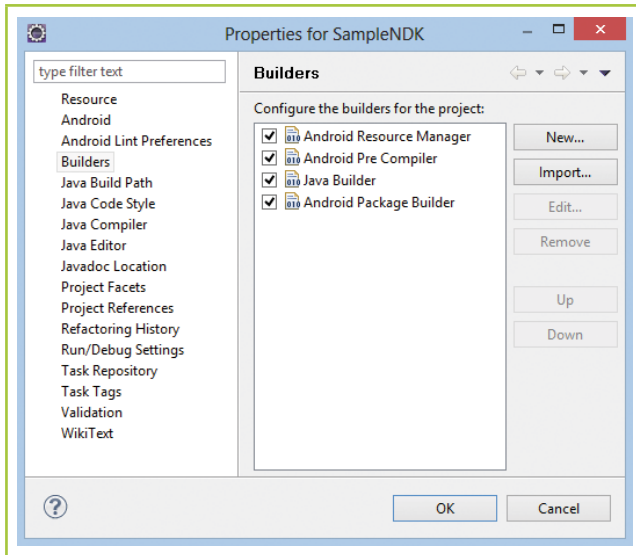 Properties for SampleNDK
type filter text
Resource
Android
Android Lint Preferences
Builders
Java Build Path
Java Code Style
Java Compiler
Java Editor
Javadoc Location
Project Facets
Project References
Refactoring History
Run/Debug Settings
Task Repository
Task Tags
Validation
WikiText
Builders
Configure the builders for the project:
Android Resource Manager
Android Pre Compiler
Java Builder
Android Package Builder
New...
Import...
Edit...
Remove
Up
Down
OK
Cancel